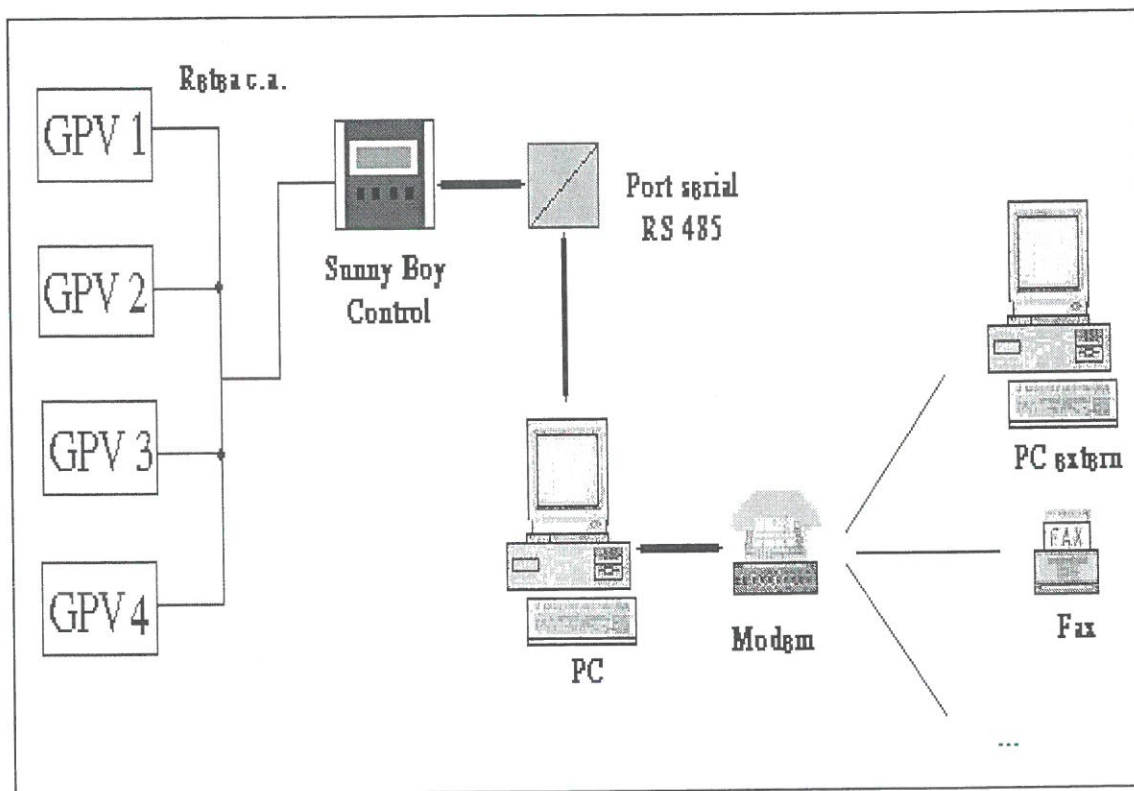 Retea c.a.
GPV 1
GPV 2
GPV 3
GPV 4
Sunny Boy
Control
Port serial
RS 485
PC
Modem
PC extern
FAX
Fax
...